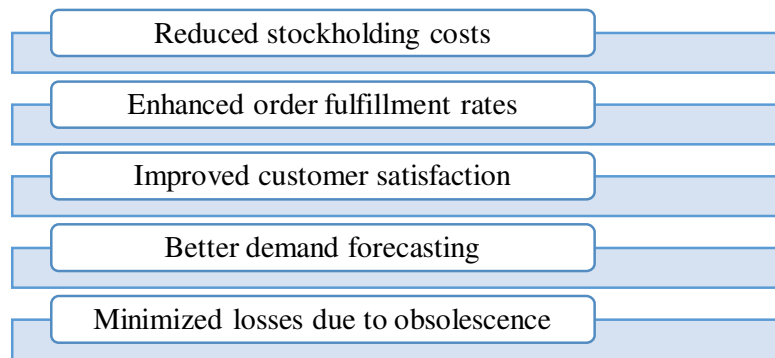 Reduced stockholding costs
Enhanced order fulfillment rates
Improved customer satisfaction
Better demand forecasting
Minimized losses due to obsolescence